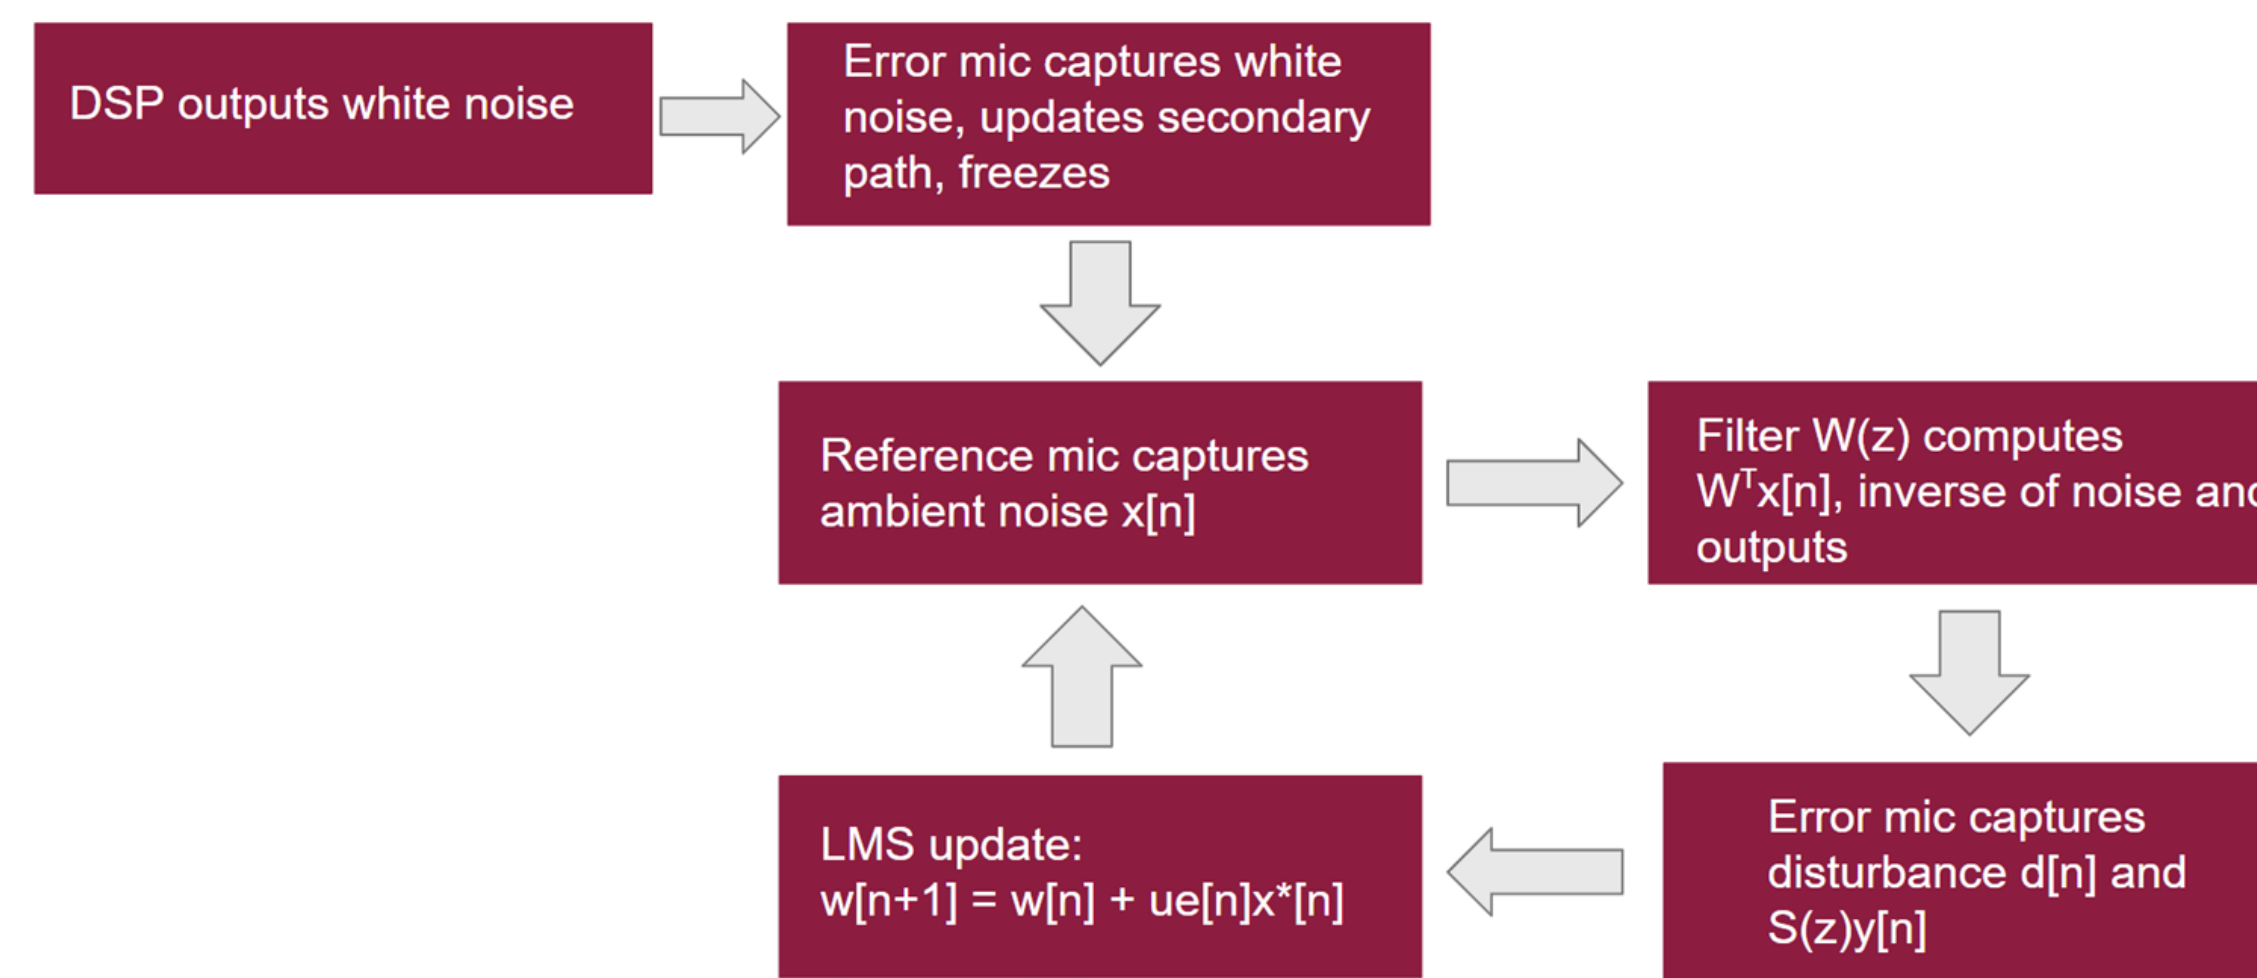 DSP outputs white noise
Error mic captures white
noise, updates secondary
path, freezes
Reference mic captures
ambient noise x[n]
Filter W(z) computes
Wᵀx[n], inverse of noise and
outputs
LMS update:
w[n+1] = w[n] + ue[n]x*[n]
Error mic captures
disturbance d[n] and
S(z)y[n]